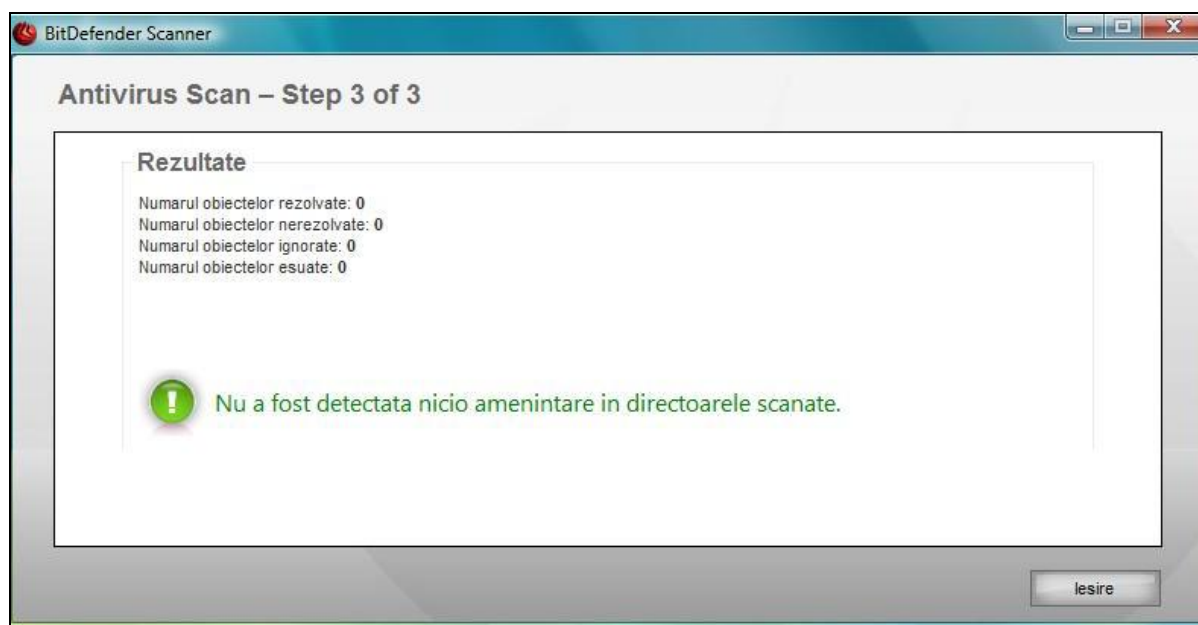 BitDefender Scanner
Antivirus Scan – Step 3 of 3
Rezultate
Numarul obiectelor rezolvate: 0
Numarul obiectelor nerezolvate: 0
Numarul obiectelor ignorate: 0
Numarul obiectelor esuate: 0
Nu a fost detectata nicio amenintare in directoarele scanate.
Iesire